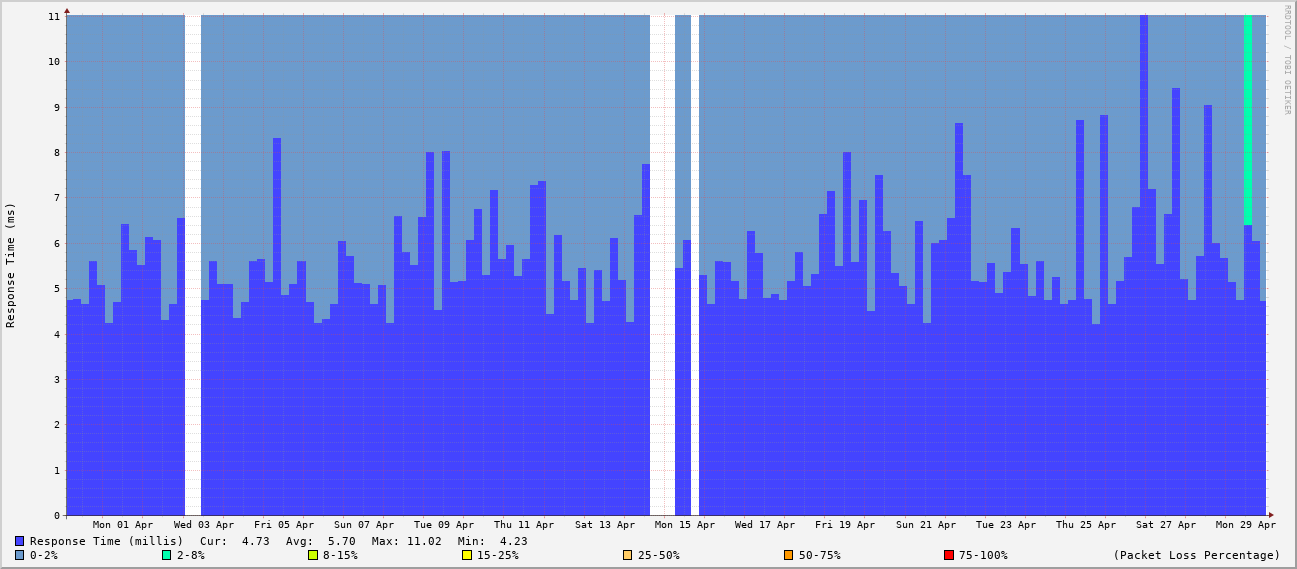 11
10
9
8
7
6
5
4
3
2
1
0
Response Time (ms)
RRDTOOL / TOBI OETIKER
Mon 01 Apr Wed 03 Apr Fri 05 Apr Sun 07 Apr Tue 09 Apr Thu 11 Apr Sat 13 Apr Mon 15 Apr Wed 17 Apr Fri 19 Apr Sun 21 Apr Tue 23 Apr Thu 25 Apr Sat 27 Apr Mon 29 Apr
Response Time (millis) Cur: 4.73 Avg: 5.70 Max: 11.02 Min: 4.23
0-2% 2-8% 8-15% 15-25% 25-50% 50-75% 75-100% (Packet Loss Percentage)